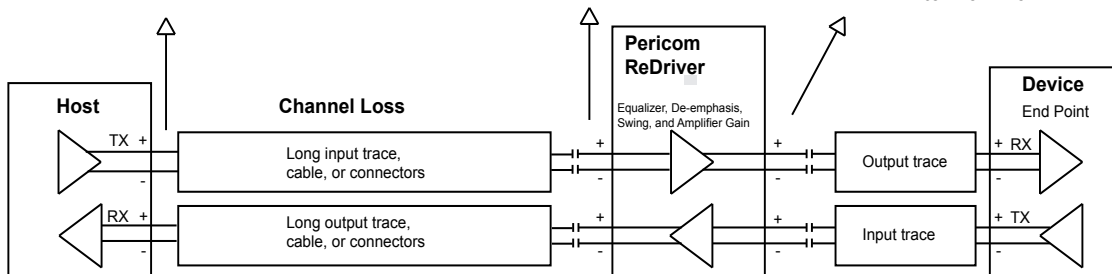 Pericom
ReDriver
Host
Channel Loss
Device
Equalizer, De-emphasis,
Swing, and Amplifier Gain
End Point
TX + + + + RX
Long input trace,
cable, or connectors
Output trace
- - - -
RX + + + + TX
Long output trace,
cable, or connectors
Input trace
- - - -